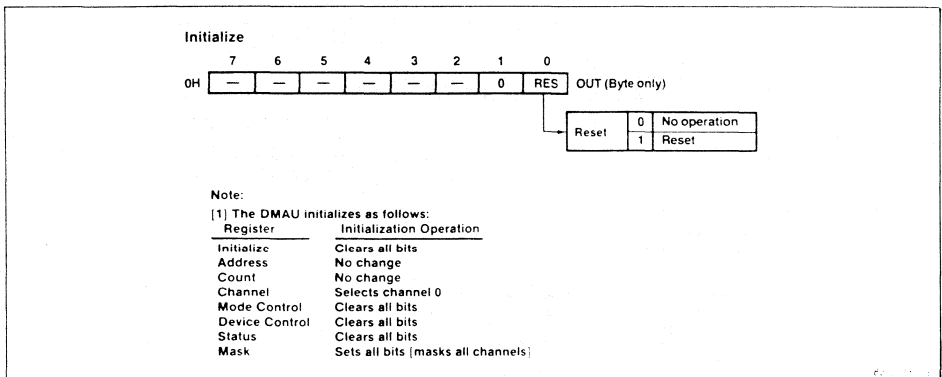 Initialize
7 6 5 4 3 2 1 0
0H — — — — — — 0 RES OUT (Byte only)
Reset 0 No operation
1 Reset
Note:
[1] The DMAU initializes as follows:
Register Initialization Operation
Initialize Clears all bits
Address No change
Count No change
Channel Selects channel 0
Mode Control Clears all bits
Device Control Clears all bits
Status Clears all bits
Mask Sets all bits [masks all channels]